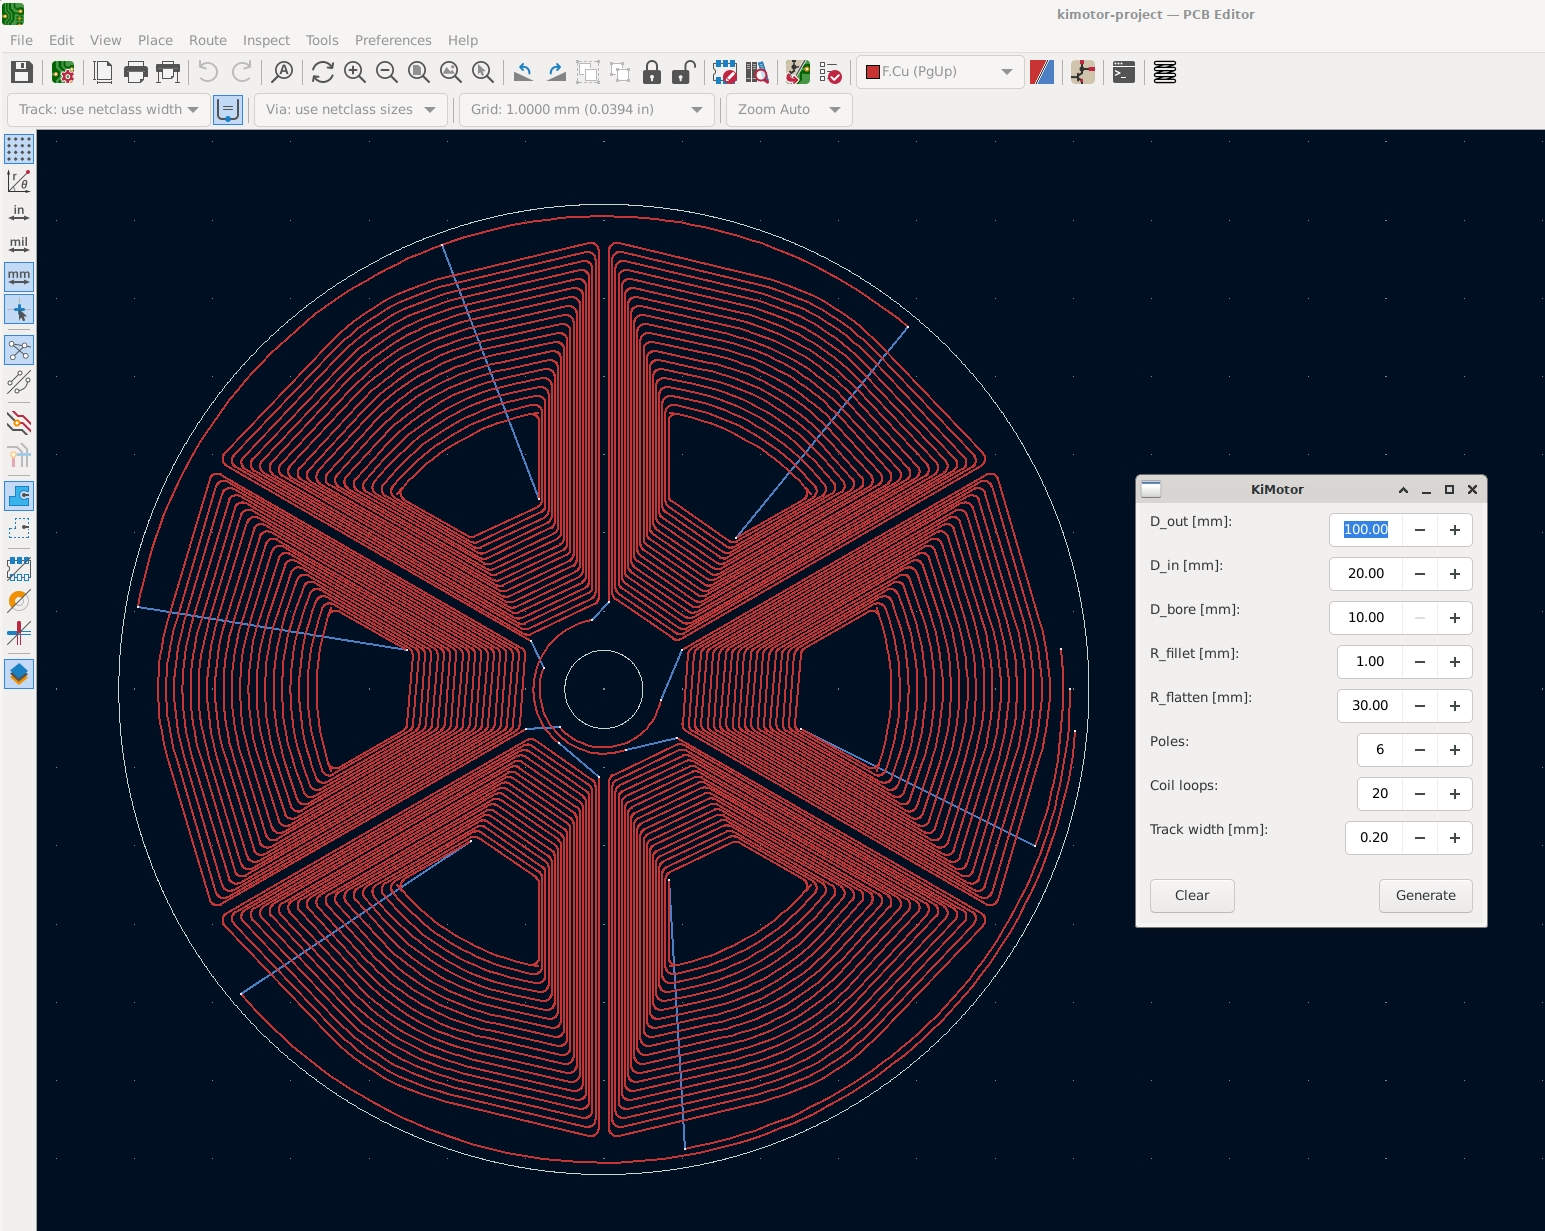 kimotor-project — PCB Editor
File Edit View Place Route Inspect Tools Preferences Help
F.Cu (PgUp)
Track: use netclass width Via: use netclass sizes Grid: 1.0000 mm (0.0394 in) Zoom Auto
r
θ
in
mil
mm
KiMotor
D_out [mm]: 100.00
D_in [mm]: 20.00
D_bore [mm]: 10.00
R_fillet [mm]: 1.00
R_flatten [mm]: 30.00
Poles: 6
Coil loops: 20
Track width [mm]: 0.20
Clear Generate